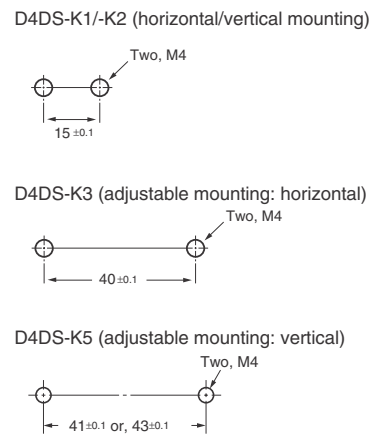 D4DS-K1/-K2 (horizontal/vertical mounting)
Two, M4
15 ±0.1
D4DS-K3 (adjustable mounting: horizontal)
Two, M4
40±0.1
D4DS-K5 (adjustable mounting: vertical)
Two, M4
41±0.1 or, 43±0.1